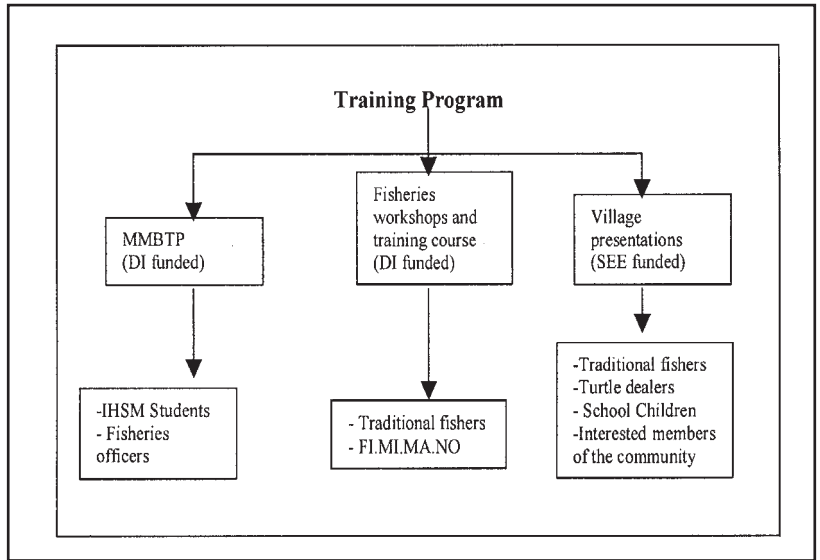 Training Program
MMBTP
(DI funded)
Fisheries
workshops and
training course
(DI funded)
Village
presentations
(SEE funded)
-IHSM Students
- Fisheries
officers
- Traditional fishers
- FI.MI.MA.NO
-Traditional fishers
-Turtle dealers
- School Children
-Interested members
of the community